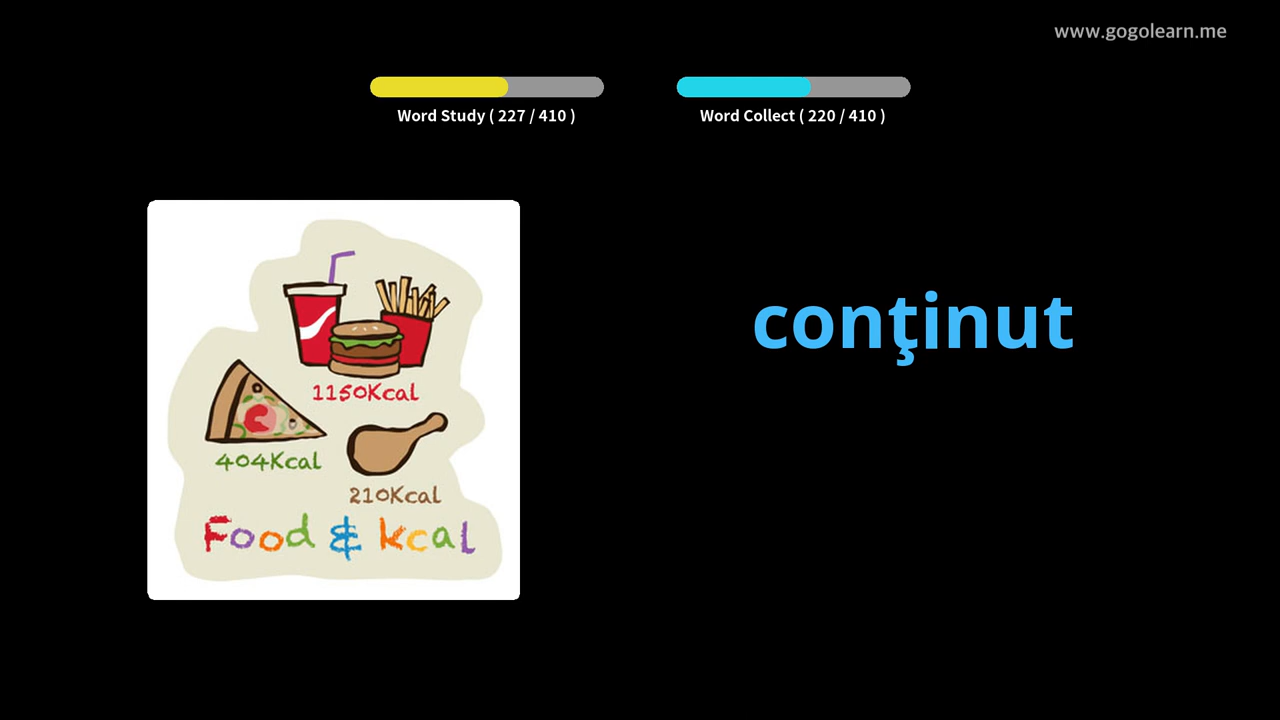 www.gogolearn.me
Word Study ( 227 / 410 )
Word Collect ( 220 / 410 )
conţinut
1150Kcal
404Kcal
210Kcal
Food & kcal